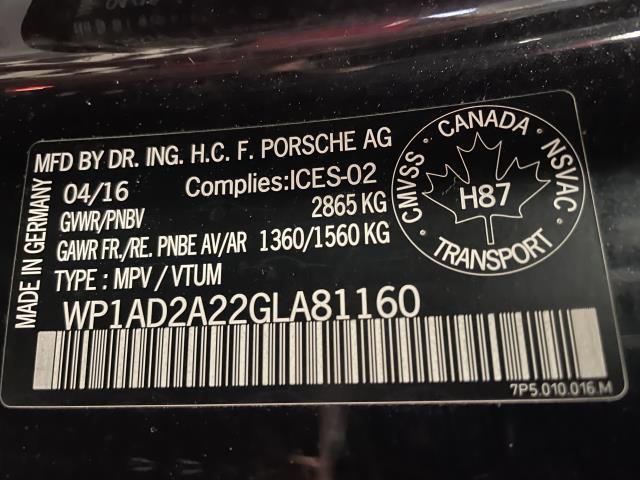 MADE IN GERMANY
MFD BY DR. ING. H.C. F. PORSCHE AG
04/16 Complies:ICES-02
GWWR/PNBV 2865 KG
GAWR FR./RE. PNBE AV/AR 1360/1560 KG
TYPE : MPV / VTUM
WP1AD2A22GLA81160
CMVSS • CANADA • NSVAC
H87
• TRANSPORT •
7P5.010.016.M